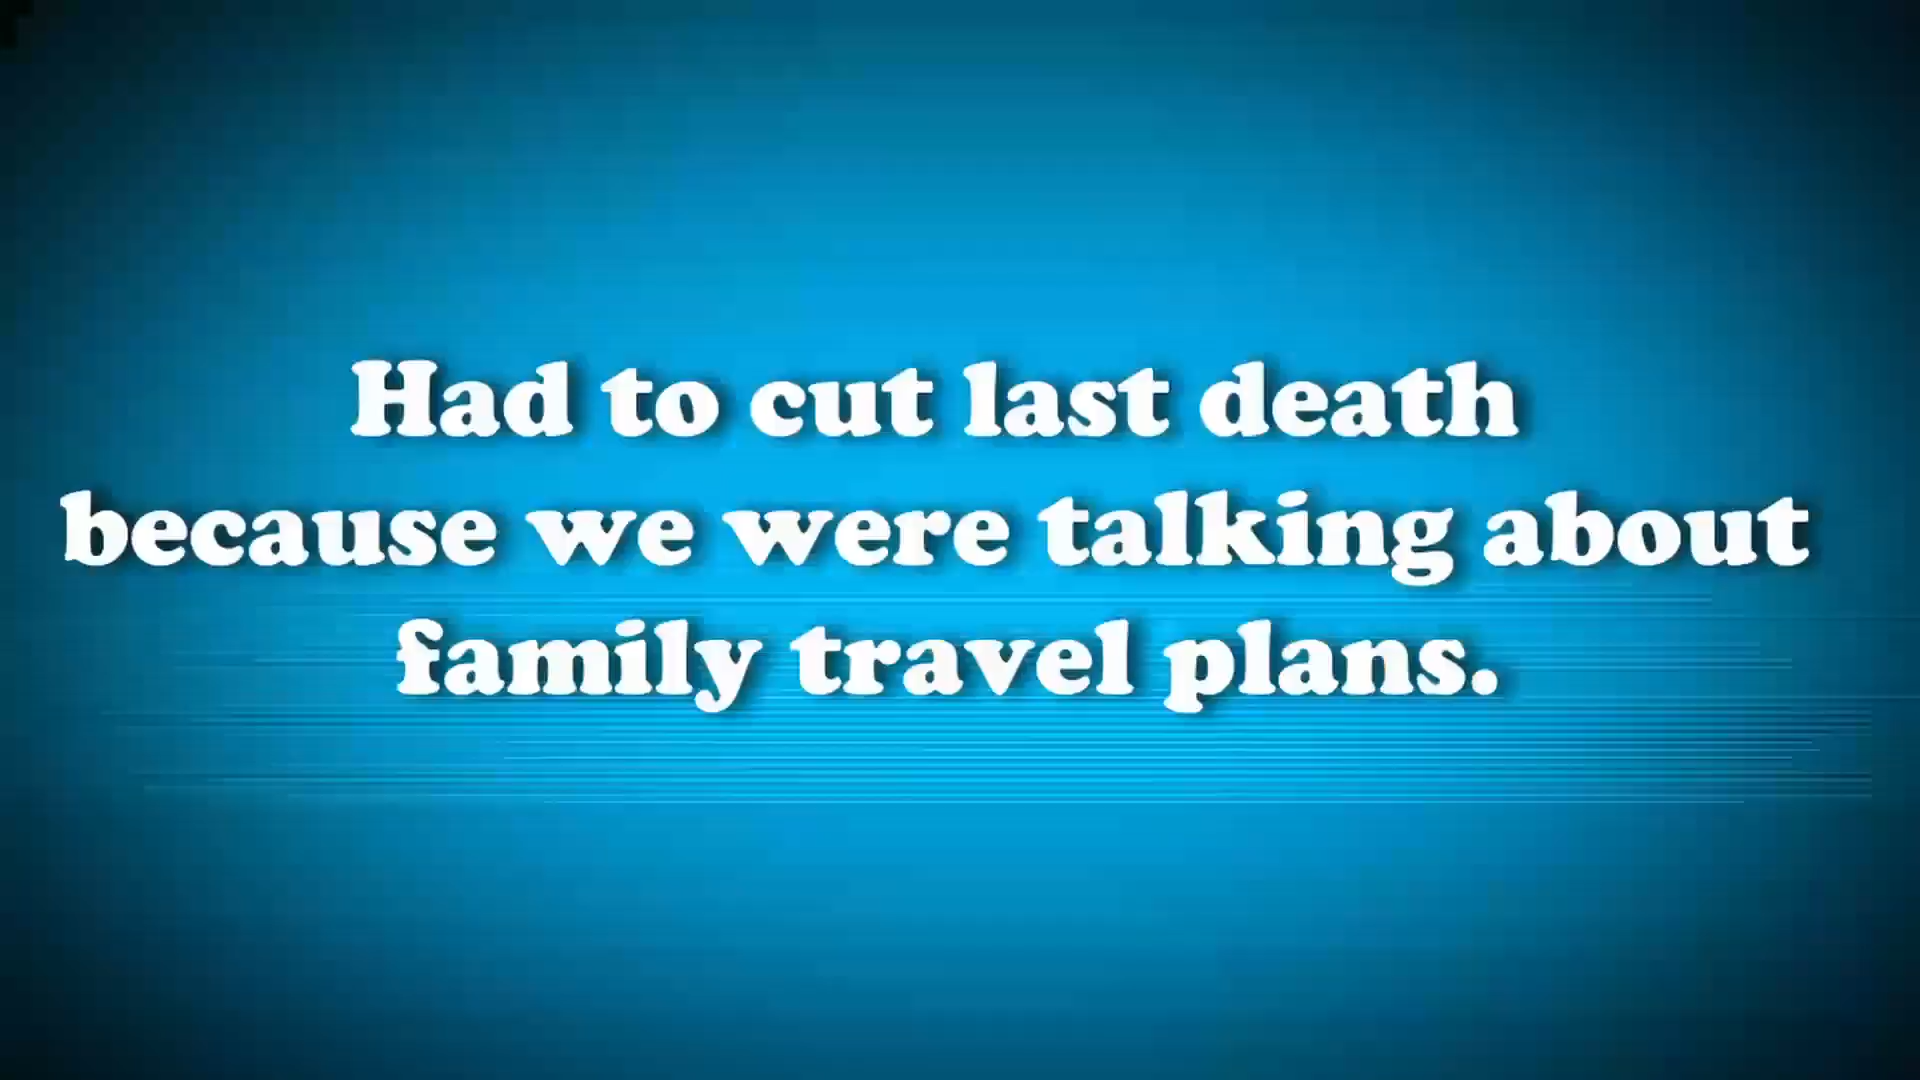 Had to cut last death
because we were talking about
family travel plans.